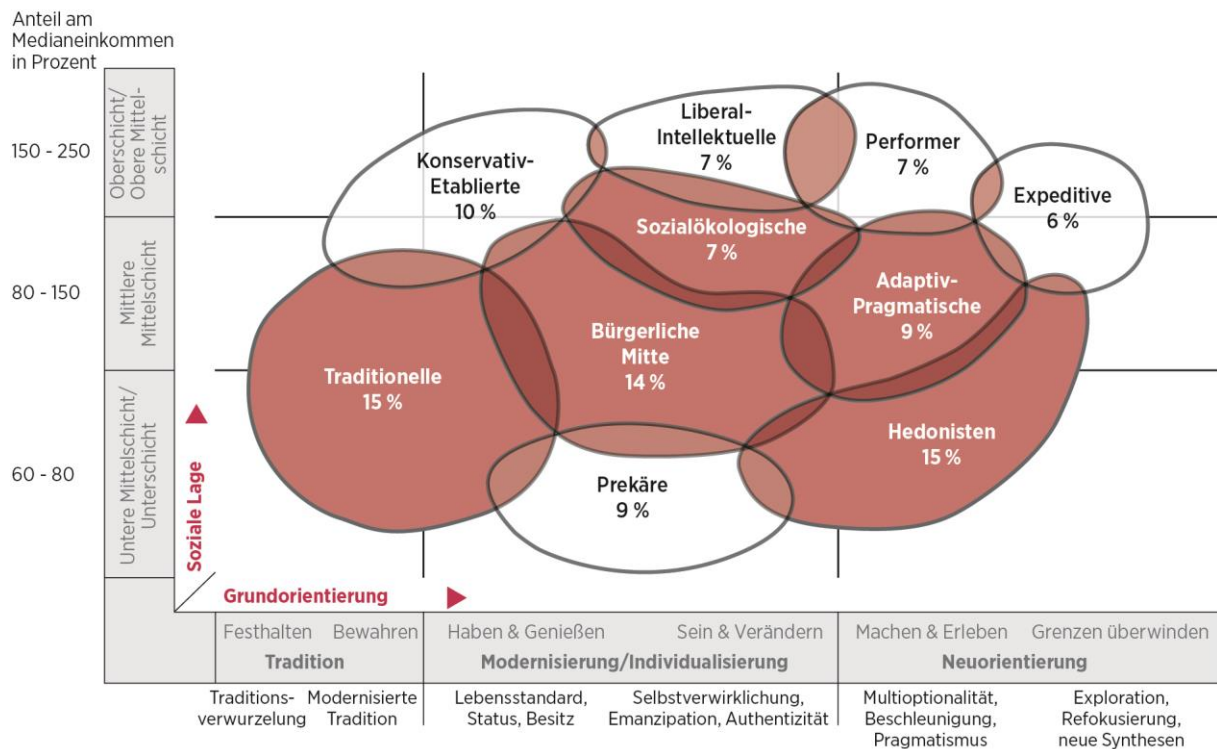 Anteil am
Medianeinkommen
in Prozent
150 - 250
80 - 150
60 - 80
Oberschicht/
Obere Mittel-
schicht
Mittlere
Mittelschicht
Untere Mittelschicht/
Unterschicht
Soziale Lage
Konservativ-
Etablierte
10 %
Liberal-
Intellektuelle
7 %
Performer
7 %
Expeditive
6 %
Sozialökologische
7 %
Adaptiv-
Pragmatische
9 %
Bürgerliche
Mitte
14 %
Traditionelle
15 %
Hedonisten
15 %
Prekäre
9 %
Grundorientierung
Festhalten Bewahren
Tradition
Haben & Genießen Sein & Verändern
Modernisierung/Individualisierung
Machen & Erleben Grenzen überwinden
Neuorientierung
Traditions-
verwurzelung
Modernisierte
Tradition
Lebensstandard,
Status, Besitz
Selbstverwirklichung,
Emanzipation, Authentizität
Multioptionalität,
Beschleunigung,
Pragmatismus
Exploration,
Refokusierung,
neue Synthesen